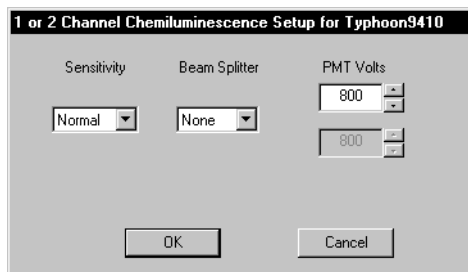 1 or 2 Channel Chemiluminescence Setup for Typhoon9410
Sensitivity Beam Splitter PMT Volts
800
Normal None
800
OK Cancel